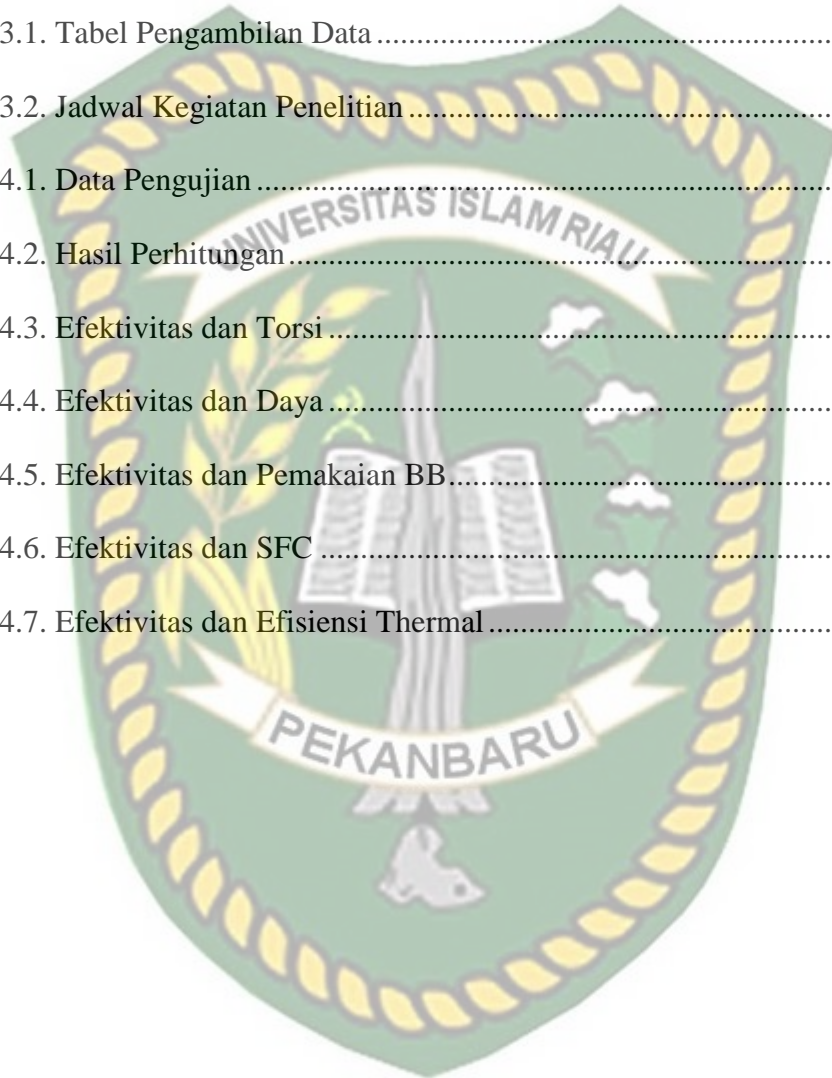 3.1. Tabel Pengambilan Data ........................................................
3.2. Jadwal Kegiatan Penelitian ....................................................
4.1. Data Pengujian .......................................................................
UNIVERSITAS ISLAM RIAU
4.2. Hasil Perhitungan ...................................................................
4.3. Efektivitas dan Torsi ..............................................................
4.4. Efektivitas dan Daya ..............................................................
4.5. Efektivitas dan Pemakaian BB ...............................................
4.6. Efektivitas dan SFC ...............................................................
4.7. Efektivitas dan Efisiensi Thermal ..........................................
PEKANBARU